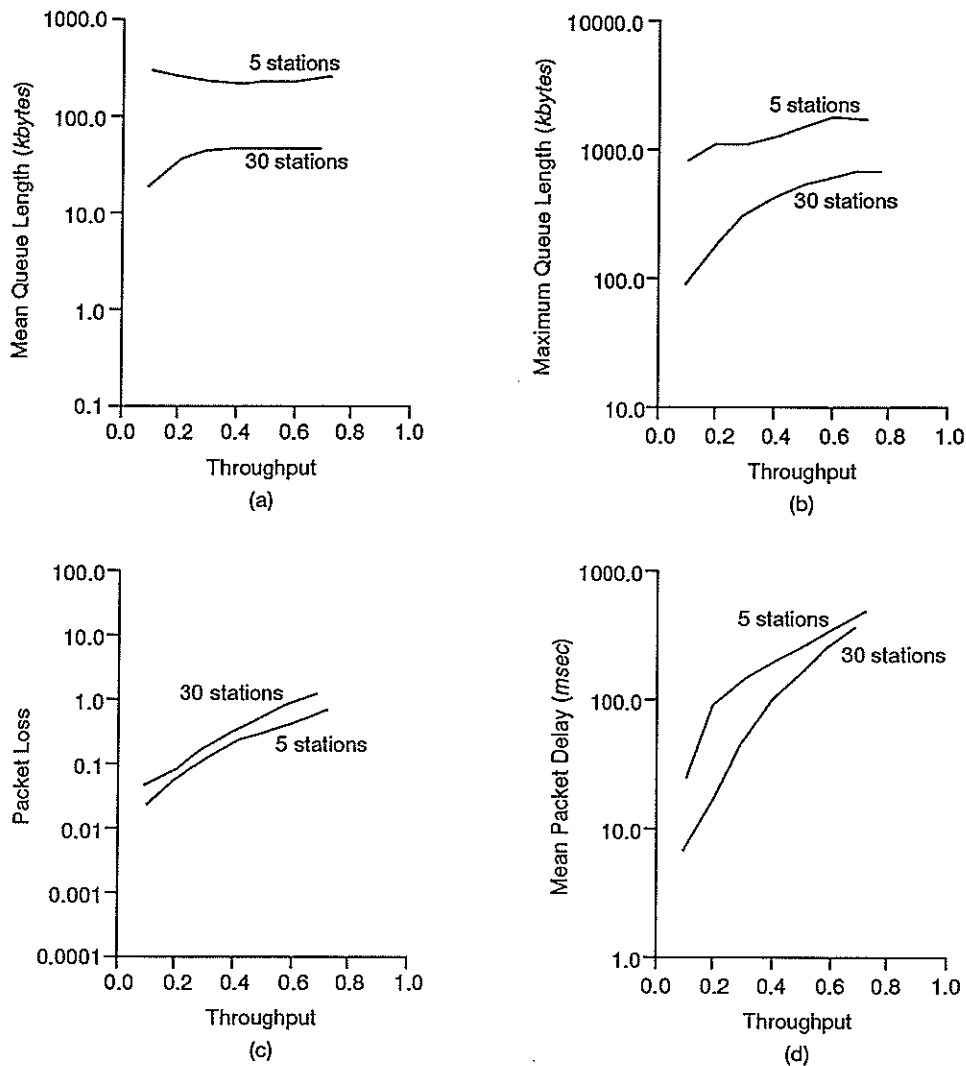 Mean Queue Length (kbytes)
1000.0
100.0
10.0
1.0
0.1
5 stations
30 stations
0.0 0.2 0.4 0.6 0.8 1.0
Throughput
(a)
Maximum Queue Length (kbytes)
10000.0
1000.0
100.0
10.0
5 stations
30 stations
0.0 0.2 0.4 0.6 0.8 1.0
Throughput
(b)
Packet Loss
100.0
10.0
1.0
0.1
0.01
0.001
0.0001
30 stations
5 stations
0.0 0.2 0.4 0.6 0.8 1.0
Throughput
(c)
Mean Packet Delay (msec)
1000.0
100.0
10.0
1.0
5 stations
30 stations
0.0 0.2 0.4 0.6 0.8 1.0
Throughput
(d)